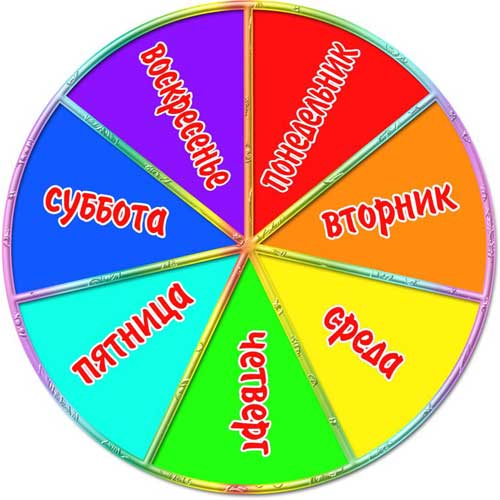 понедельник
вторник
среда
четверг
пятница
суббота
воскресенье